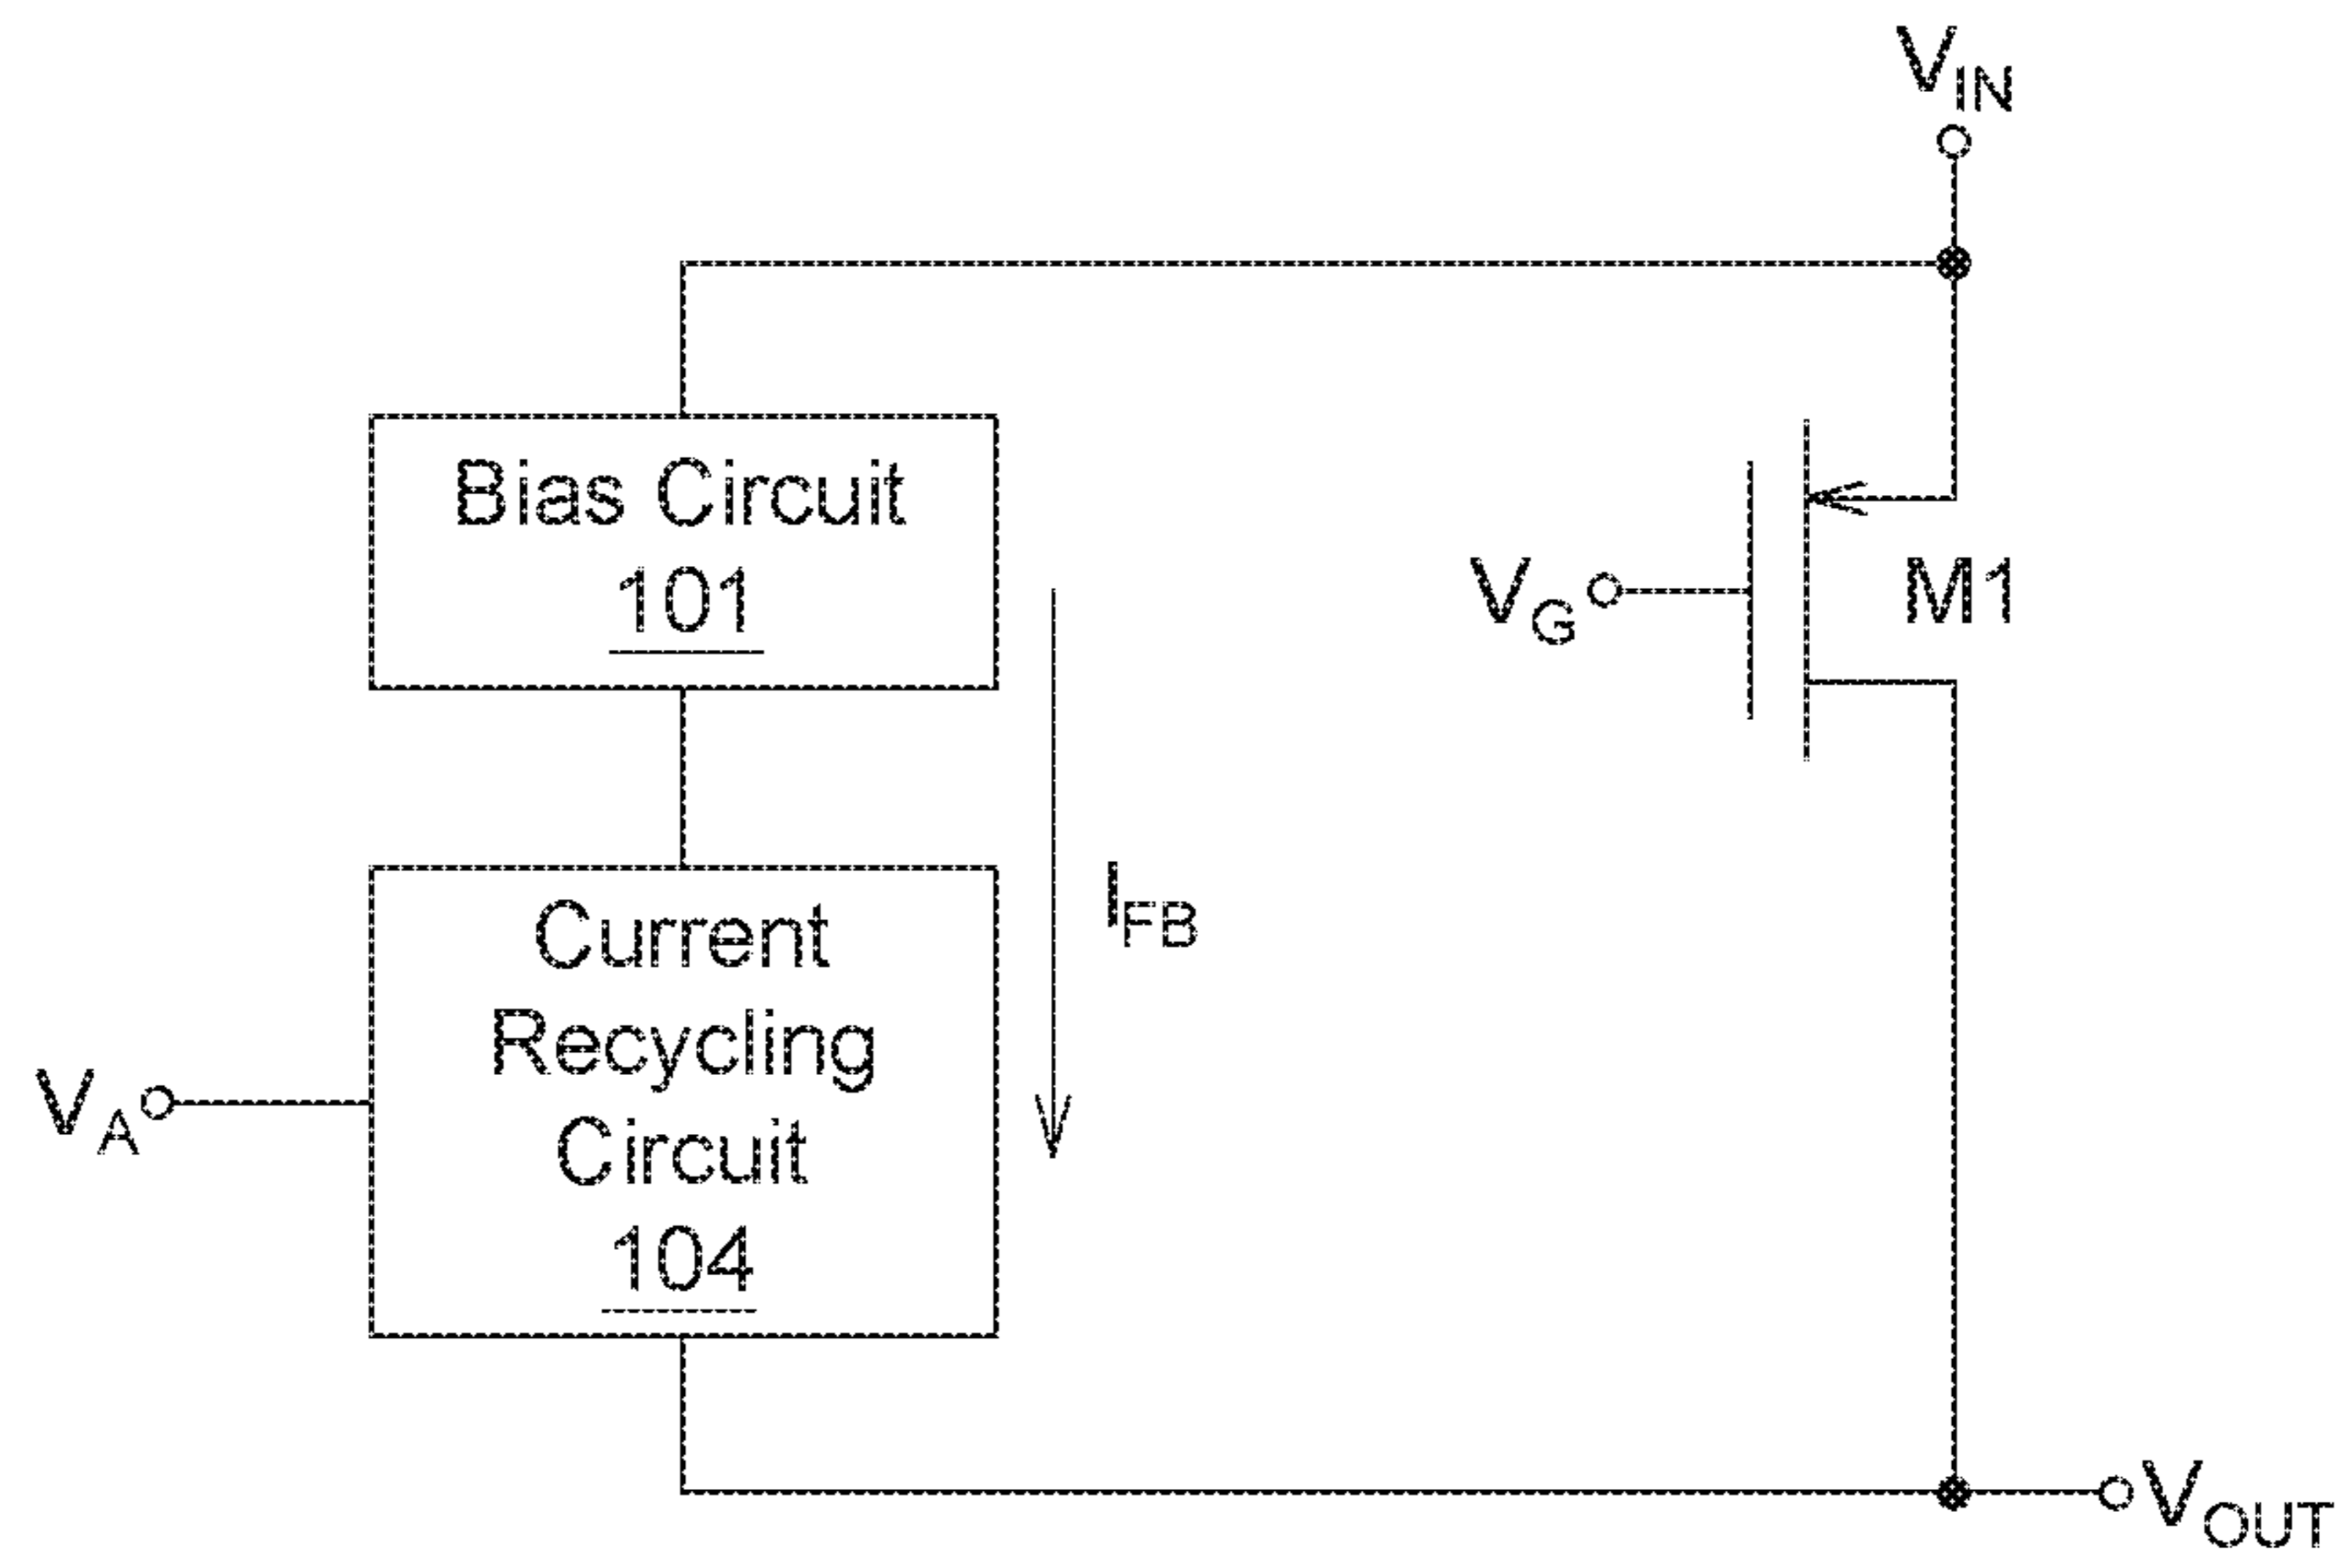 VIN
Bias Circuit
101
VG
M1
IFB
Current
Recycling
Circuit
104
VA
VOUT